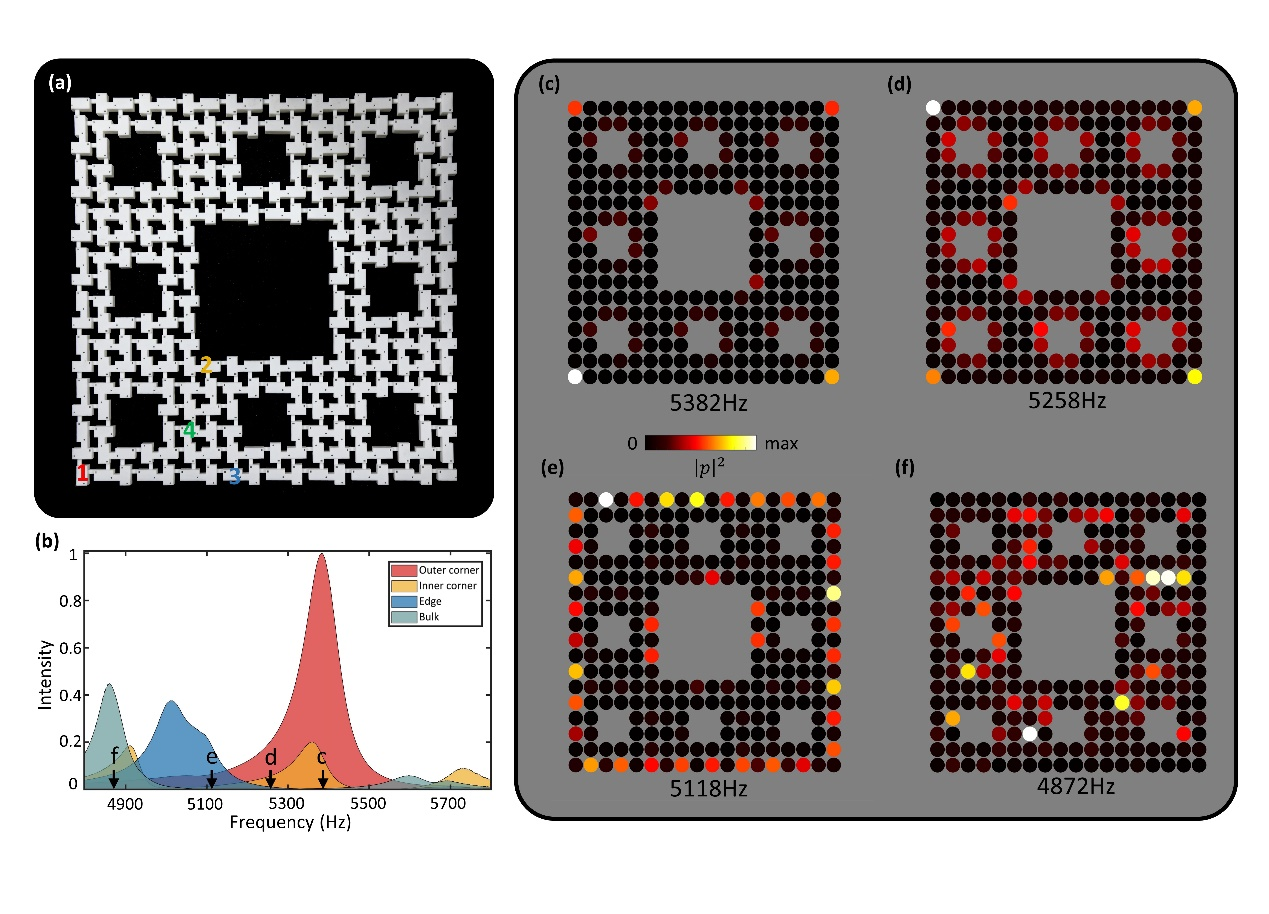 (a)
2
4
1
3
(b)
Intensity
1
0.8
0.6
0.4
0.2
0
Outer corner
Inner corner
Edge
Bulk
f
e
d
c
4900 5100 5300 5500 5700
Frequency (Hz)
(c)
5382Hz
(d)
5258Hz
0 max
|p|²
(e)
5118Hz
(f)
4872Hz